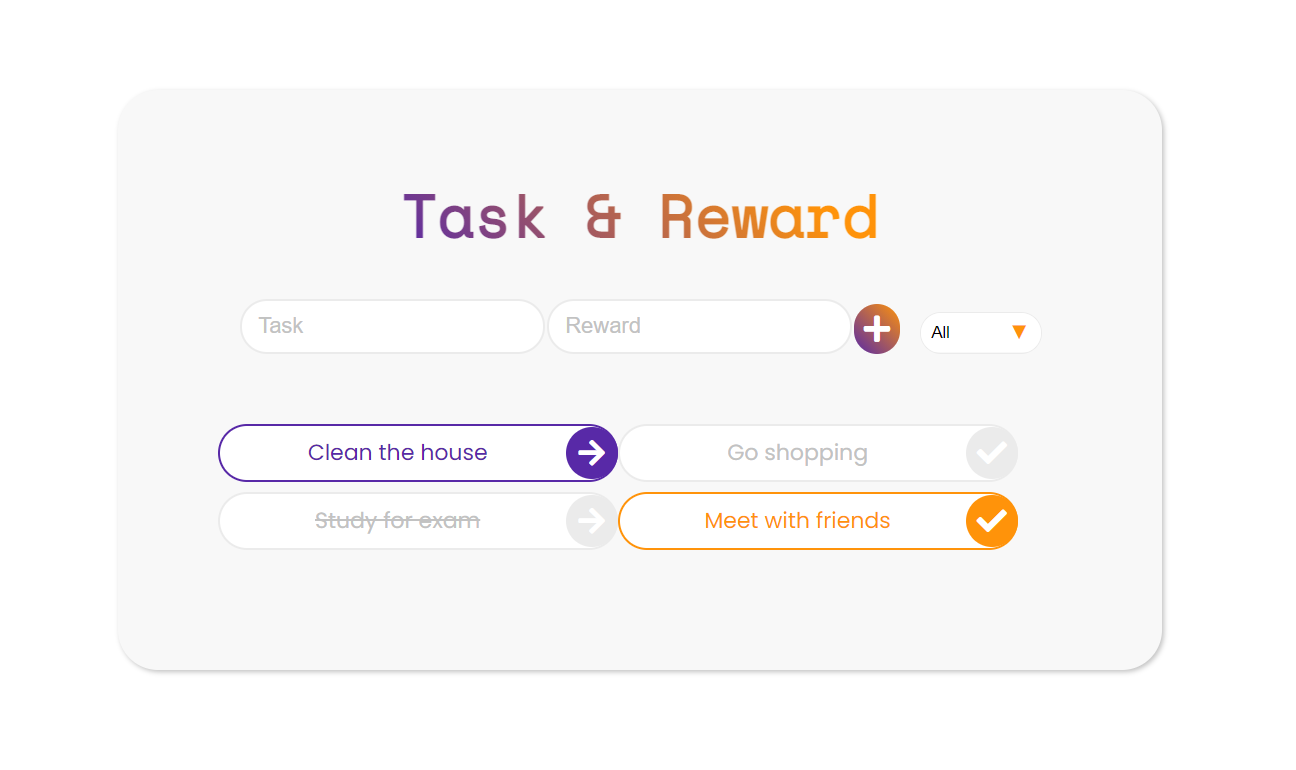 Task & Reward
Task Reward All
Clean the house Go shopping
Study for exam Meet with friends